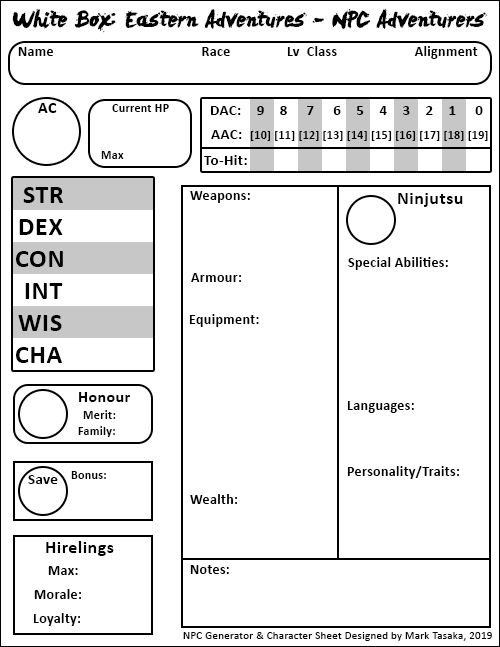 White Box: Eastern Adventures - NPC Adventurers
Name Race Lv Class Alignment
AC
Current HP
Max
DAC: 9 8 7 6 5 4 3 2 1 0
AAC: [10] [11] [12] [13] [14] [15] [16] [17] [18] [19]
To-Hit:
STR
DEX
CON
INT
WIS
CHA
Honour
Merit:
Family:
Save
Bonus:
Hirelings
Max:
Morale:
Loyalty:
Weapons:
Armour:
Equipment:
Wealth:
Ninjutsu
Special Abilities:
Languages:
Personality/Traits:
Notes:
NPC Generator & Character Sheet Designed by Mark Tasaka, 2019